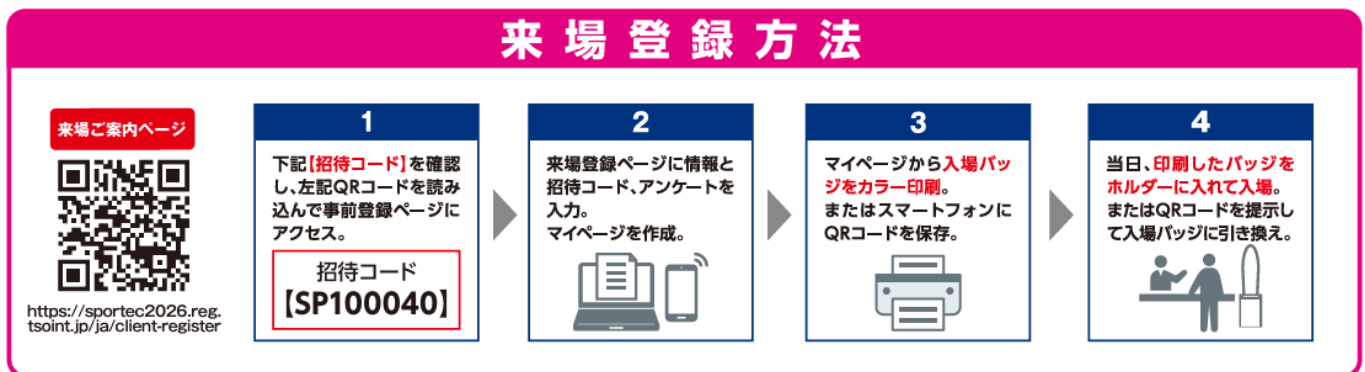 来場登録方法
来場ご案内ページ
https://sportec2026.reg.
tsoint.jp/ja/client-register
1
下記【招待コード】を確認
し、左記QRコードを読み
込んで事前登録ページに
アクセス。
招待コード
【SP100040】
2
来場登録ページに情報と
招待コード、アンケートを
入力。
マイページを作成。
3
マイページから入場バッ
ジをカラー印刷。
またはスマートフォンに
QRコードを保存。
4
当日、印刷したバッジを
ホルダーに入れて入場。
またはQRコードを提示し
て入場バッジに引き換え。